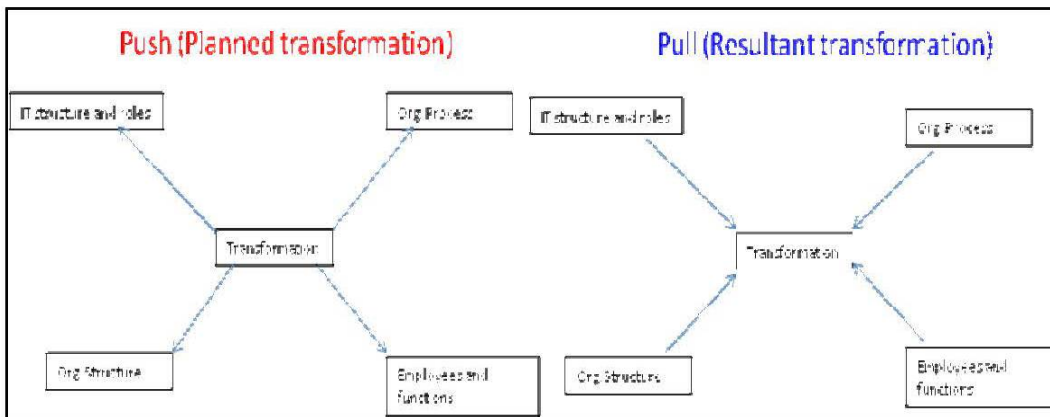 Push (Planned transformation)
Pull (Resultant transformation)
IT structure and roles
Org Process
IT structure and roles
Org Process
Transformation
Transformation
Org Structure
Employees and
functions
Org Structure
Employees and
functions